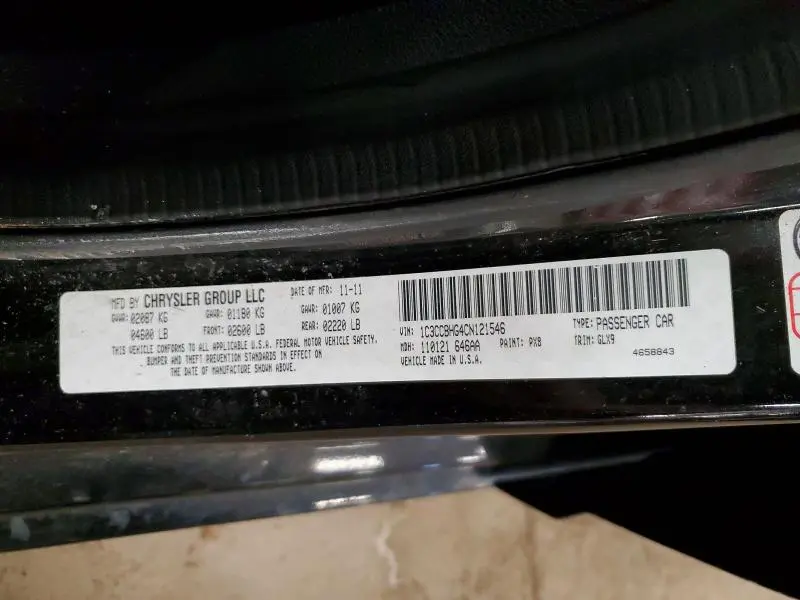 MFD BY CHRYSLER GROUP LLC DATE OF MFR: 11-11
GVWR: 02087 KG GAWR: 01180 KG GAWR: 01007 KG
04600 LB FRONT: 02600 LB REAR: 02220 LB
THIS VEHICLE CONFORMS TO ALL APPLICABLE FEDERAL MOTOR VEHICLE SAFETY,
BUMPER AND THEFT PREVENTION STANDARDS IN EFFECT ON
THE DATE OF MANUFACTURE SHOWN ABOVE.
VIN: 1C3CCBHG4CN121546 TYPE: PASSENGER CAR
MDH: 110121 646AA PAINT: PX8 TRIM: GLX9
VEHICLE MADE IN U.S.A. 4658843